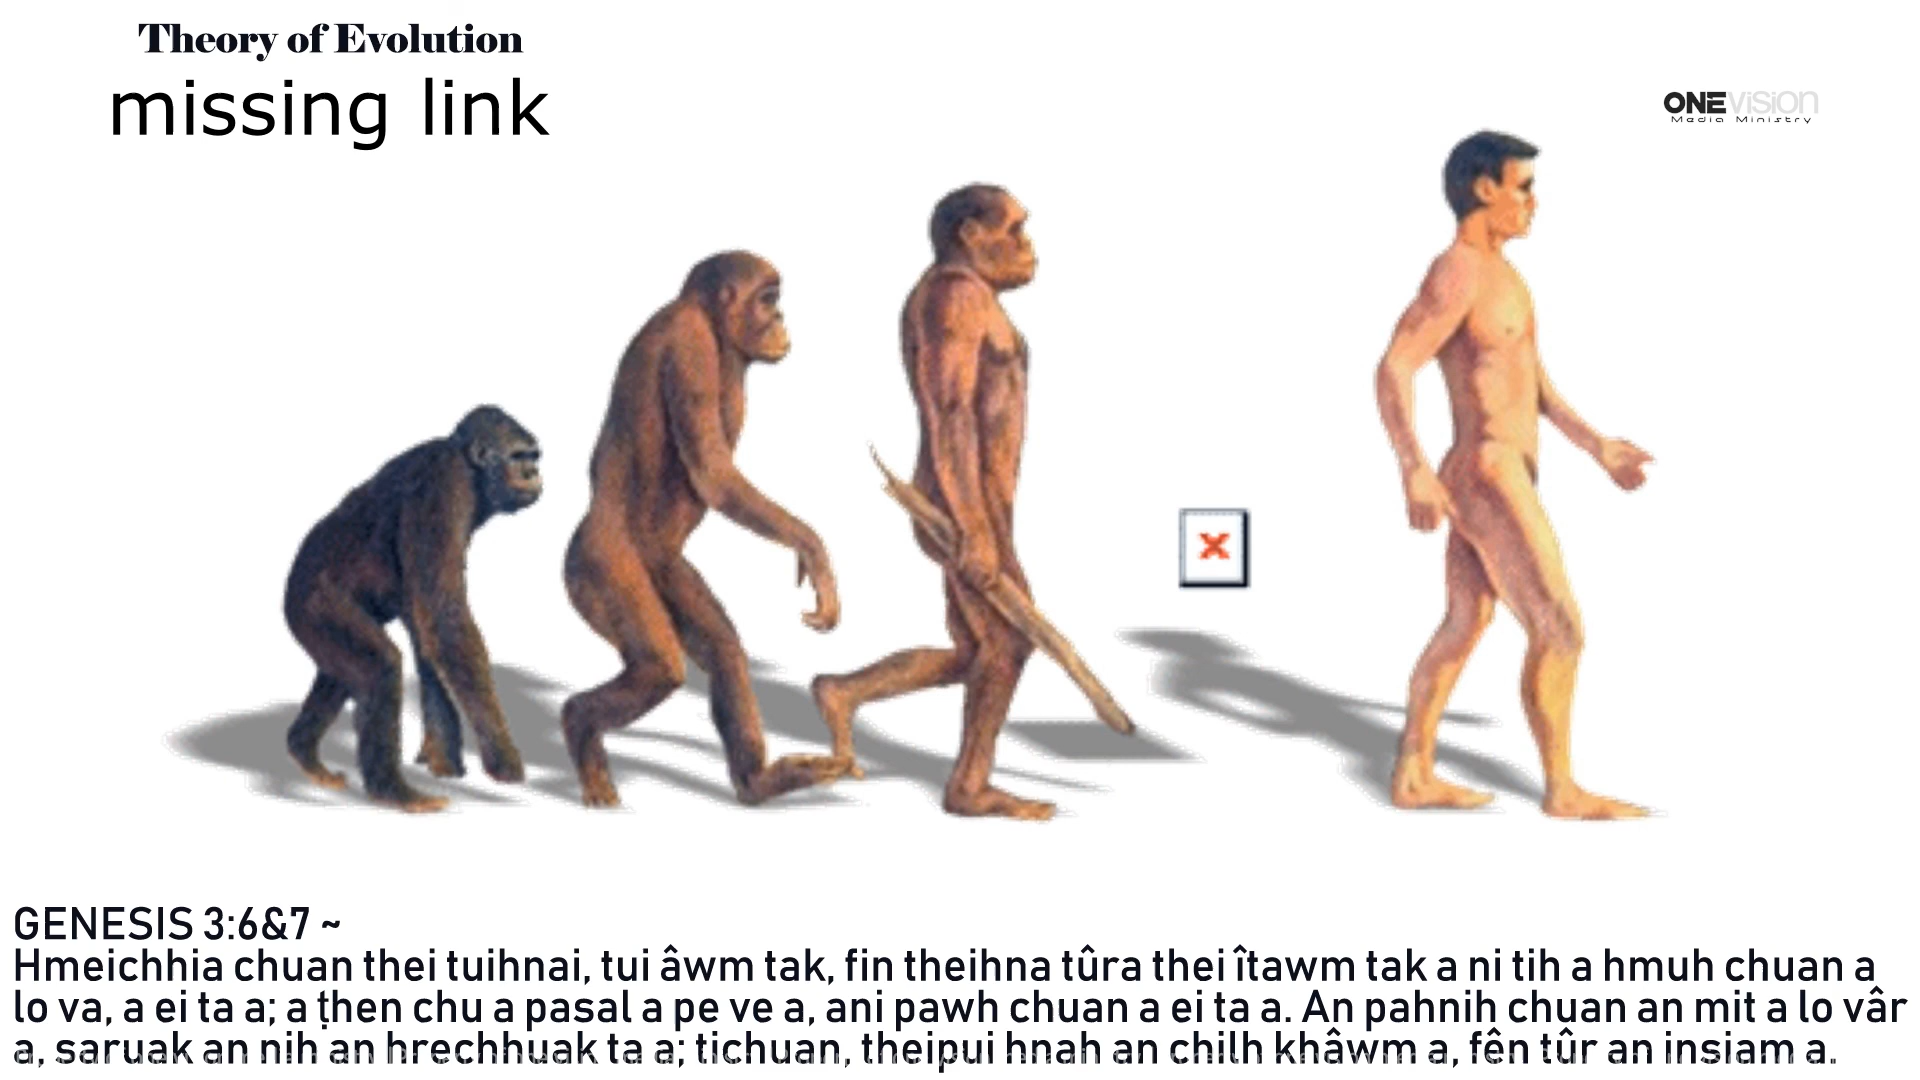 Theory of Evolution
missing link
ONEVISION
Media Ministry
GENESIS 3:6&7 ~
Hmeichhia chuan thei tuihnai, tui âwm tak, fin theihna tûra thei îtawm tak a ni tih a hmuh chuan a
lo va, a ei ta a; a ṭhen chu a pasal a pe ve a, ani pawh chuan a ei ta a. An pahnih chuan an mit a lo vâr
a, saruak an nih an hrechhuak ta a; tichuan, theipui hnah an chilh khâwm a, fên tûr an insiam a.